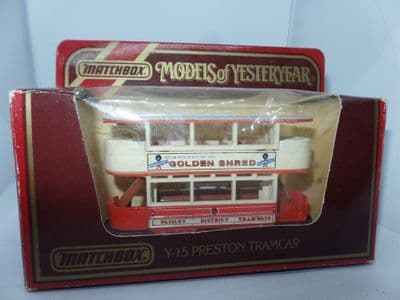 MATCHBOX MODELS of YESTERYEAR
GOLDEN SHRED
PAISLEY DISTRICT TRAMWAYS
MATCHBOX Y-15 PRESTON TRAMCAR